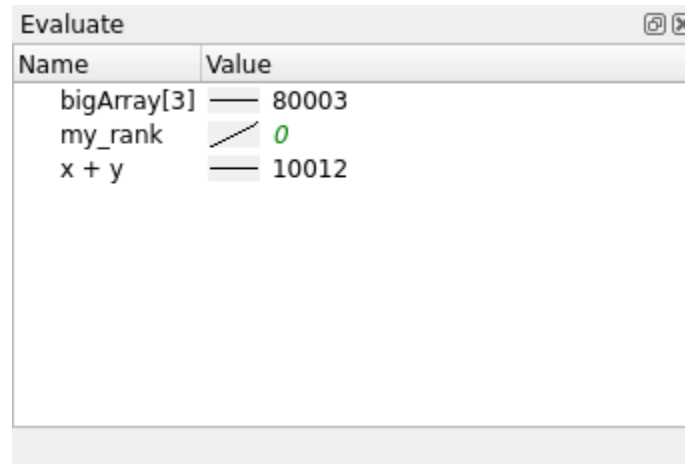 Evaluate
Name Value
bigArray[3] 80003
my_rank 0
x + y 10012